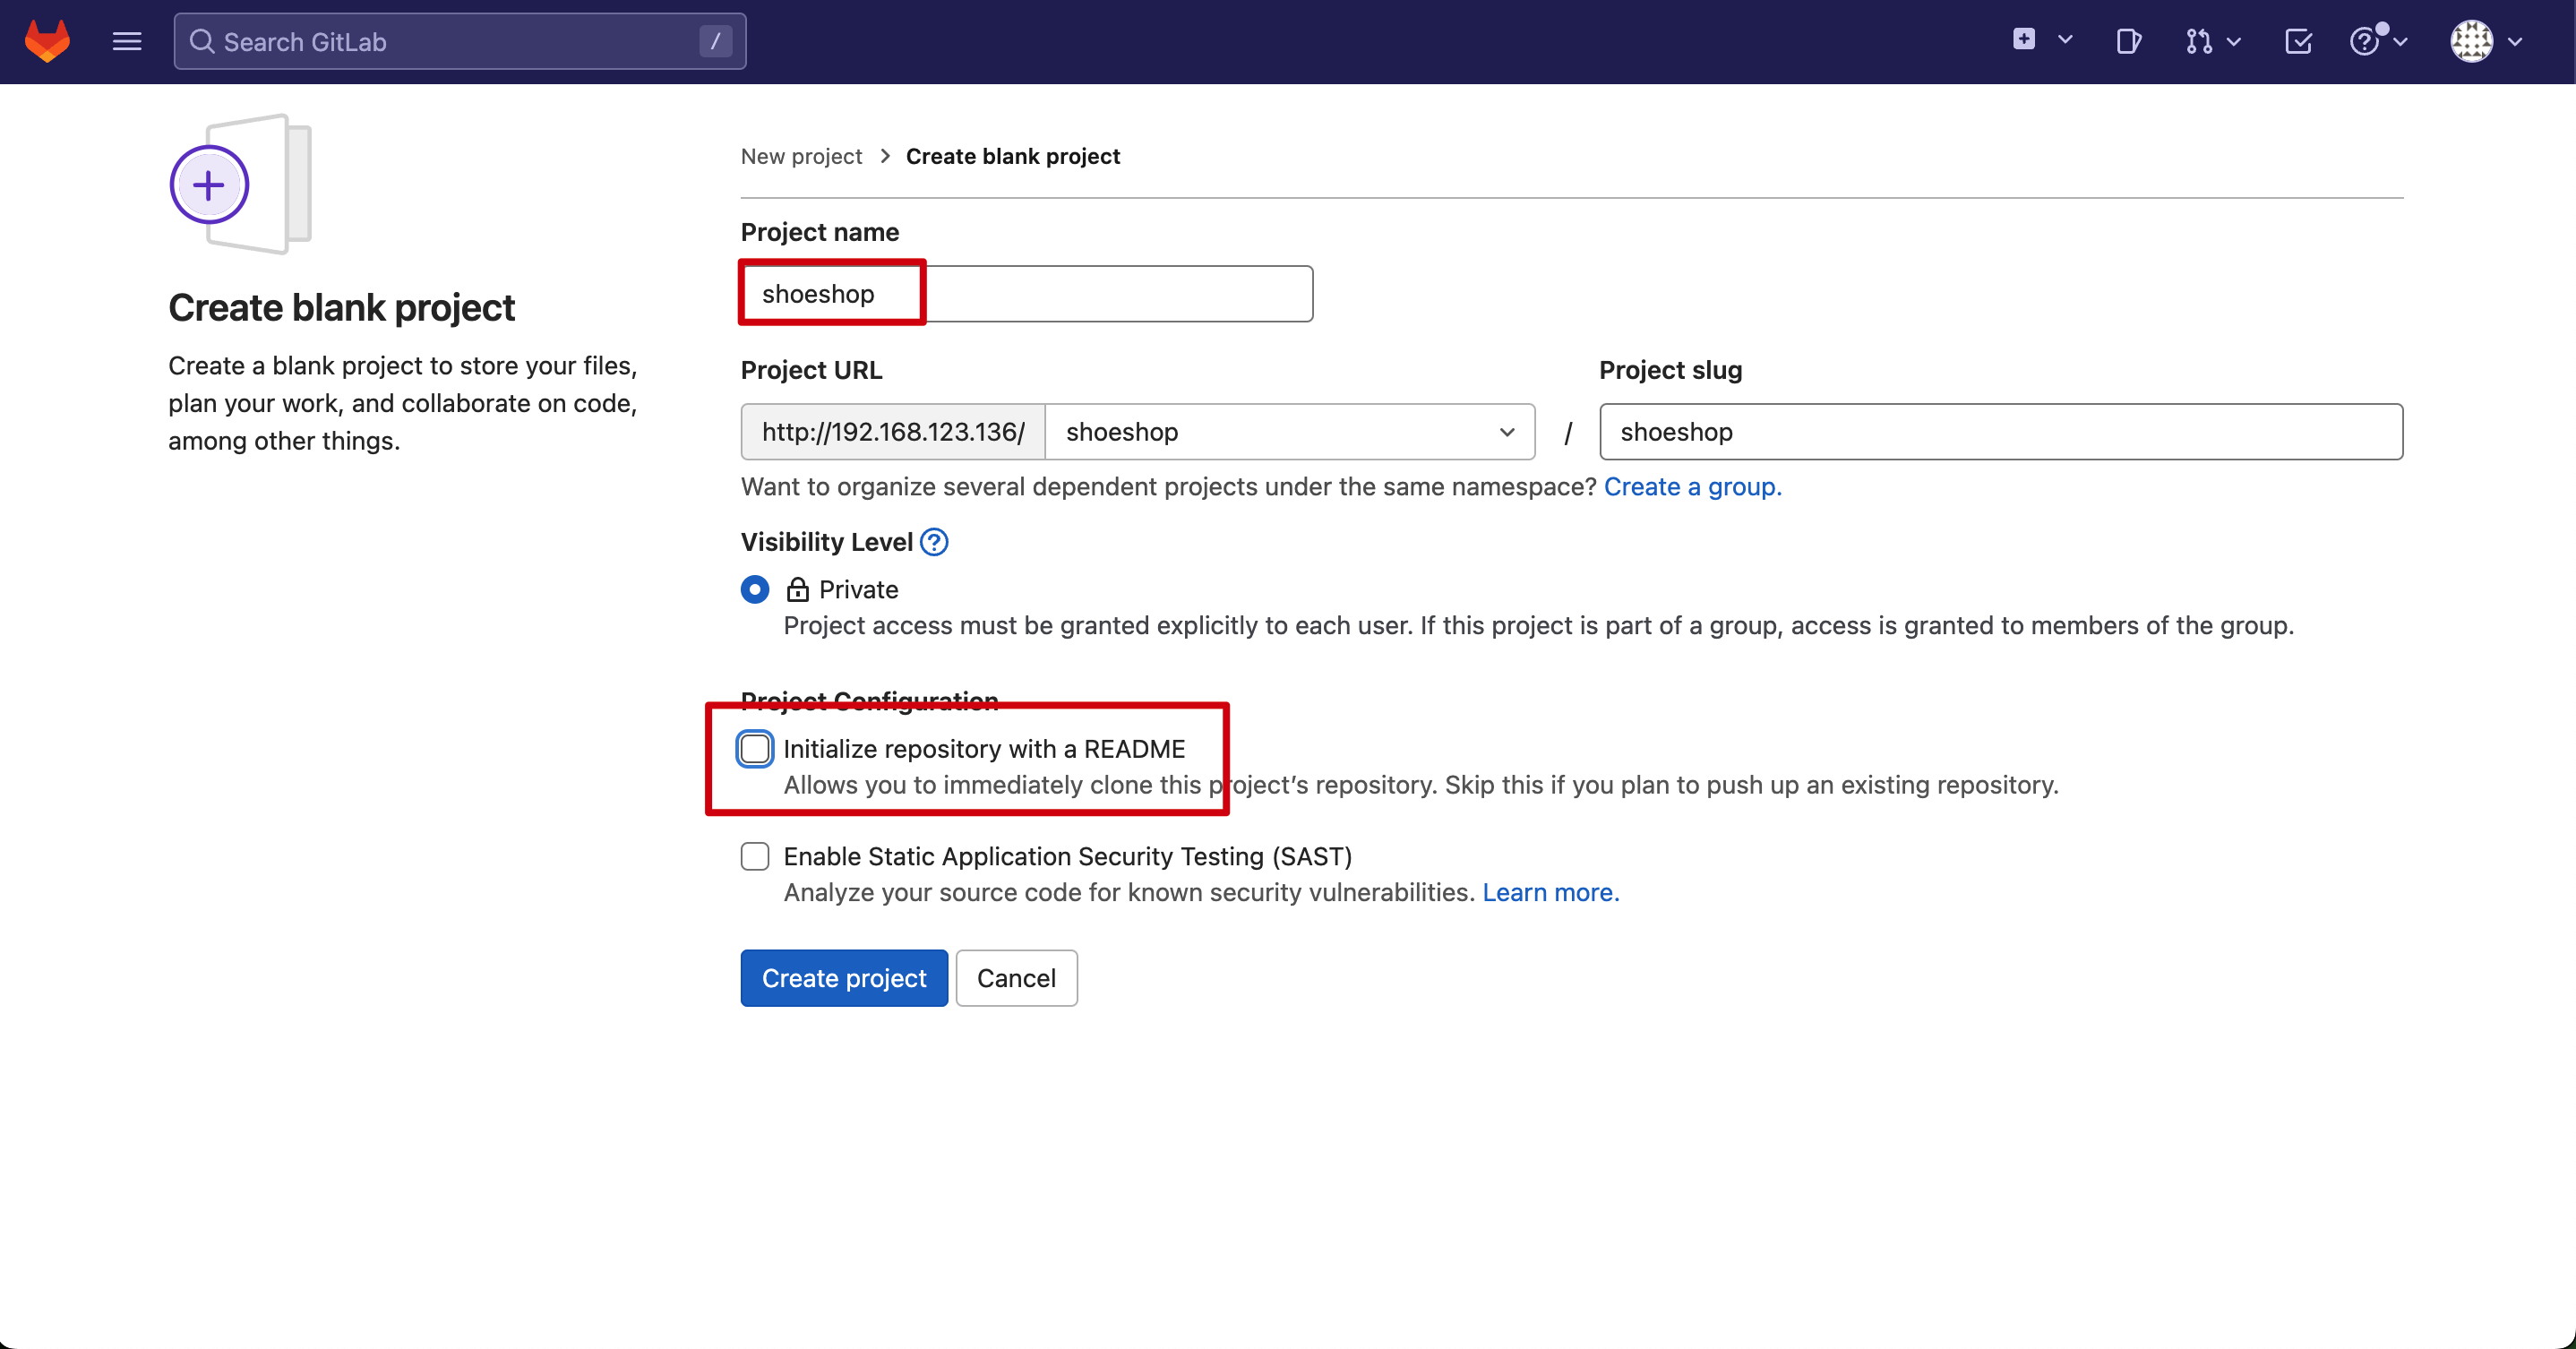 Search GitLab /
New project > Create blank project
Create blank project
Create a blank project to store your files,
plan your work, and collaborate on code,
among other things.
Project name
shoeshop
Project URL
Project slug
http://192.168.123.136/ shoeshop / shoeshop
Want to organize several dependent projects under the same namespace? Create a group.
Visibility Level ?
Private
Project access must be granted explicitly to each user. If this project is part of a group, access is granted to members of the group.
Project Configuration
Initialize repository with a README
Allows you to immediately clone this project’s repository. Skip this if you plan to push up an existing repository.
Enable Static Application Security Testing (SAST)
Analyze your source code for known security vulnerabilities. Learn more.
Create project Cancel